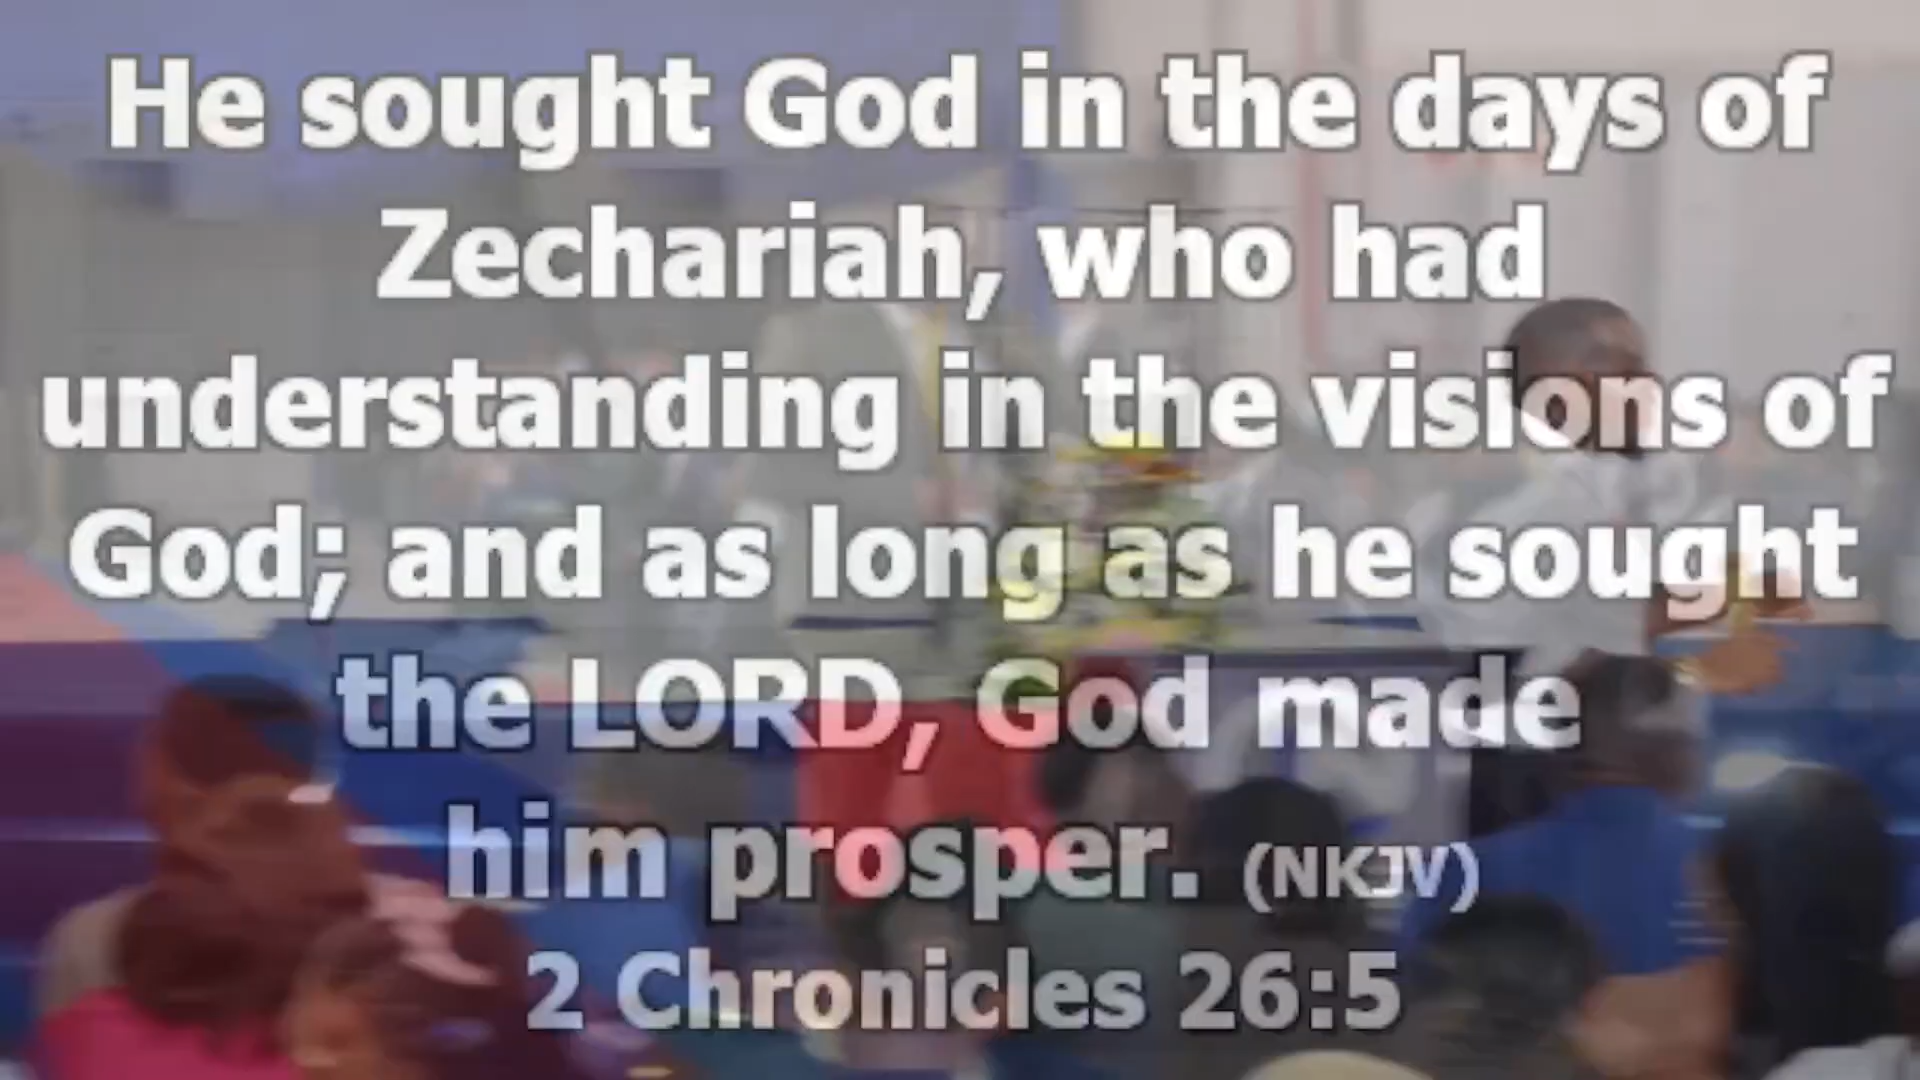 He sought God in the days of
Zechariah, who had
understanding in the visions of
God; and as long as he sought
the LORD, God made
him prosper. (NKJV)
2 Chronicles 26:5